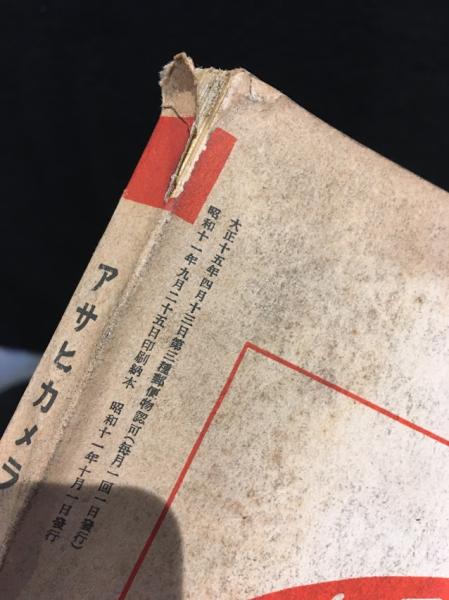 大正十五年四月十三日第三種郵便物認可(每月一回一日發行)
昭和十一年九月二十五日印刷納本 昭和十一年十月一日發行
アサヒカメラ